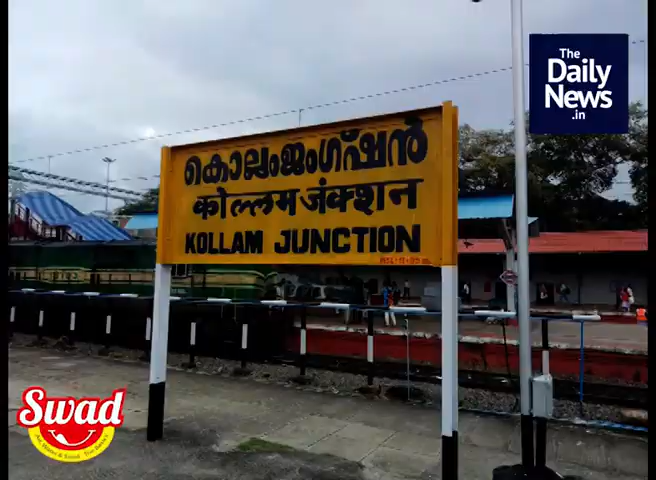 The
Daily
News
.in
കൊല്ലംജംഗ്ഷൻ
कोल्लम जंक्शन
KOLLAM JUNCTION
Swad